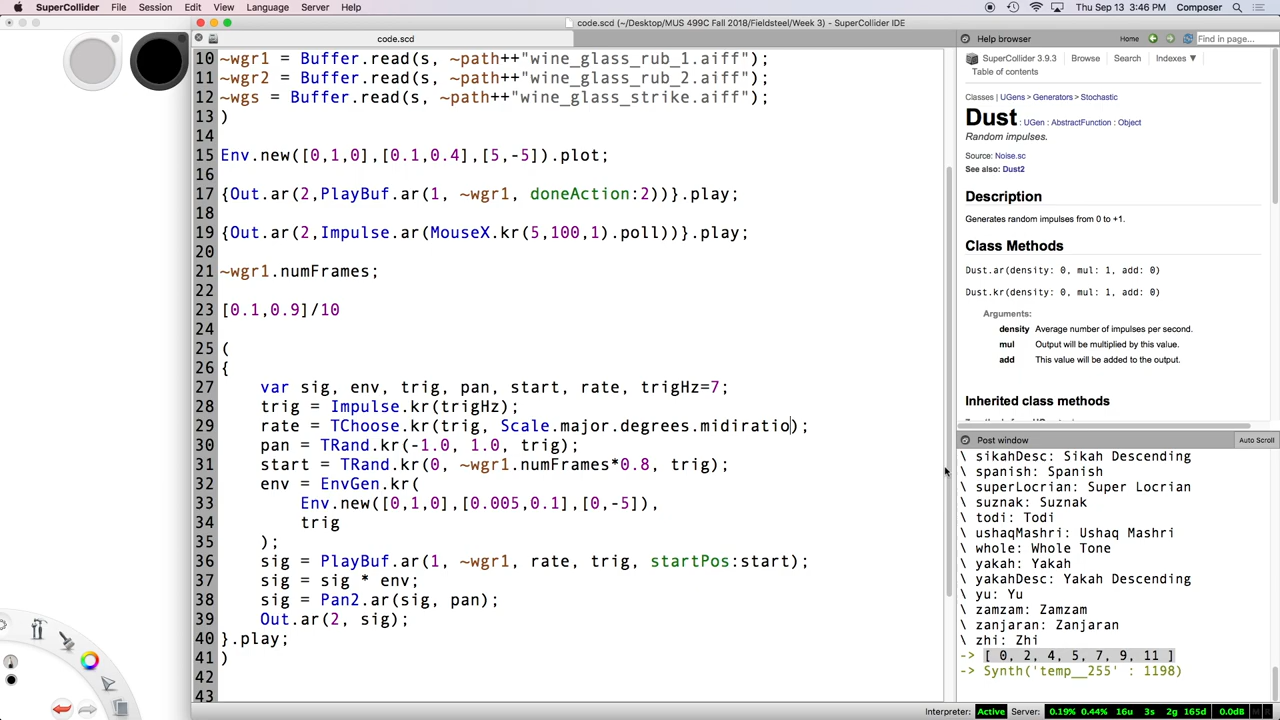 SuperCollider File Session Edit View Language Server Help
Thu Sep 13 3:46 PM Composer
code.scd (~/Desktop/MUS 499C Fall 2018/Fieldsteel/Week 3) - SuperCollider IDE
code.scd
10 ~wgr1 = Buffer.read(s, ~path++"wine_glass_rub_1.aiff");
11 ~wgr2 = Buffer.read(s, ~path++"wine_glass_rub_2.aiff");
12 ~wgs = Buffer.read(s, ~path++"wine_glass_strike.aiff");
13 )
14
15 Env.new([0,1,0],[0.1,0.4],[5,-5]).plot;
16
17 {Out.ar(2,PlayBuf.ar(1, ~wgr1, doneAction:2))}.play;
18
19 {Out.ar(2,Impulse.ar(MouseX.kr(5,100,1).poll))}.play;
20
21 ~wgr1.numFrames;
22
23 [0.1,0.9]/10
24
25 (
26 {
27 var sig, env, trig, pan, start, rate, trigHz=7;
28 trig = Impulse.kr(trigHz);
29 rate = TChoose.kr(trig, Scale.major.degrees.midiratio);
30 pan = TRand.kr(-1.0, 1.0, trig);
31 start = TRand.kr(0, ~wgr1.numFrames*0.8, trig);
32 env = EnvGen.kr(
33 Env.new([0,1,0],[0.005,0.1],[0,-5]),
34 trig
35 );
36 sig = PlayBuf.ar(1, ~wgr1, rate, trig, startPos:start);
37 sig = sig * env;
38 sig = Pan2.ar(sig, pan);
39 Out.ar(2, sig);
40 }.play;
41 )
42
43
Help browser Home Find in page...
SuperCollider 3.9.3 Browse Search Indexes ▼
Table of contents
Classes | UGens > Generators > Stochastic
Dust : UGen : AbstractFunction : Object
Random impulses.
Source: Noise.sc
See also: Dust2
Description
Generates random impulses from 0 to +1.
Class Methods
Dust.ar(density: 0, mul: 1, add: 0)
Dust.kr(density: 0, mul: 1, add: 0)
Arguments:
density Average number of impulses per second.
mul Output will be multiplied by this value.
add This value will be added to the output.
Inherited class methods
Post window Auto Scroll
\ sikahDesc: Sikah Descending
\ spanish: Spanish
\ superLocrian: Super Locrian
\ suznak: Suznak
\ todi: Todi
\ ushaqMashri: Ushaq Mashri
\ whole: Whole Tone
\ yakah: Yakah
\ yakahDesc: Yakah Descending
\ yu: Yu
\ zamzam: Zamzam
\ zanjaran: Zanjaran
\ zhi: Zhi
-> [ 0, 2, 4, 5, 7, 9, 11 ]
-> Synth('temp__255' : 1198)
Interpreter: Active Server: 0.19% 0.44% 16u 3s 2g 165d 0.0dB M R